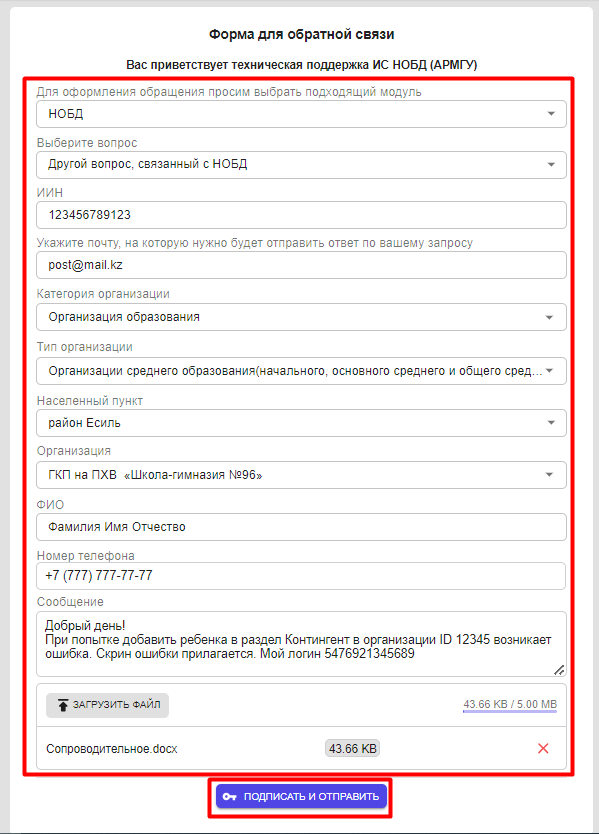 Форма для обратной связи
Вас приветствует техническая поддержка ИС НОБД (АРМГУ)
Для оформления обращения просим выбрать подходящий модуль
НОБД
Выберите вопрос
Другой вопрос, связанный с НОБД
ИИН
123456789123
Укажите почту, на которую нужно будет отправить ответ по вашему запросу
post@mail.kz
Категория организации
Организация образования
Тип организации
Организации среднего образования(начального, основного среднего и общего сред...
Населенный пункт
район Есиль
Организация
ГКП на ПХВ «Школа-гимназия №96»
ФИО
Фамилия Имя Отчество
Номер телефона
+7 (777) 777-77-77
Сообщение
Добрый день!
При попытке добавить ребенка в раздел Контингент в организации ID 12345 возникает
ошибка. Скрин ошибки прилагается. Мой логин 5476921345689
ЗАГРУЗИТЬ ФАЙЛ
43.66 KB / 5.00 MB
Сопроводительное.docx
43.66 KB
ПОДПИСАТЬ И ОТПРАВИТЬ